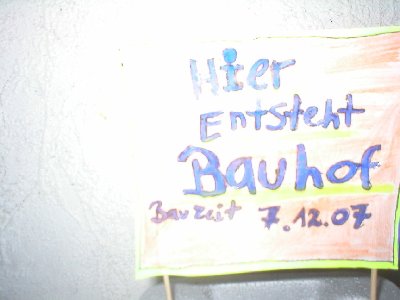 Hier
Entsteht
Bauhof
Bauzeit 7.12.07